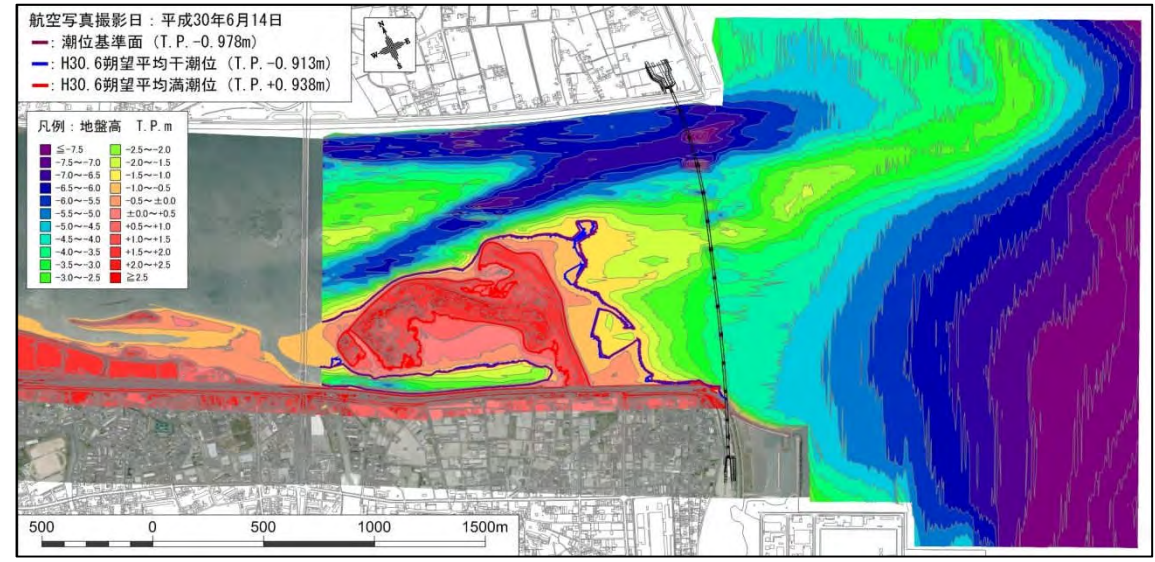 航空写真撮影日：平成30年6月14日
━：潮位基準面（T.P.-0.978m）
━：H30.6朔望平均干潮位（T.P.-0.913m）
━：H30.6朔望平均満潮位（T.P.+0.938m）
N
E
S
W
凡例：地盤高　T.P.m
≦-7.5
-7.5～-7.0
-7.0～-6.5
-6.5～-6.0
-6.0～-5.5
-5.5～-5.0
-5.0～-4.5
-4.5～-4.0
-4.0～-3.5
-3.5～-3.0
-3.0～-2.5
-2.5～-2.0
-2.0～-1.5
-1.5～-1.0
-1.0～-0.5
-0.5～±0.0
±0.0～+0.5
+0.5～+1.0
+1.0～+1.5
+1.5～+2.0
+2.0～+2.5
≧2.5
500 0 500 1000 1500m